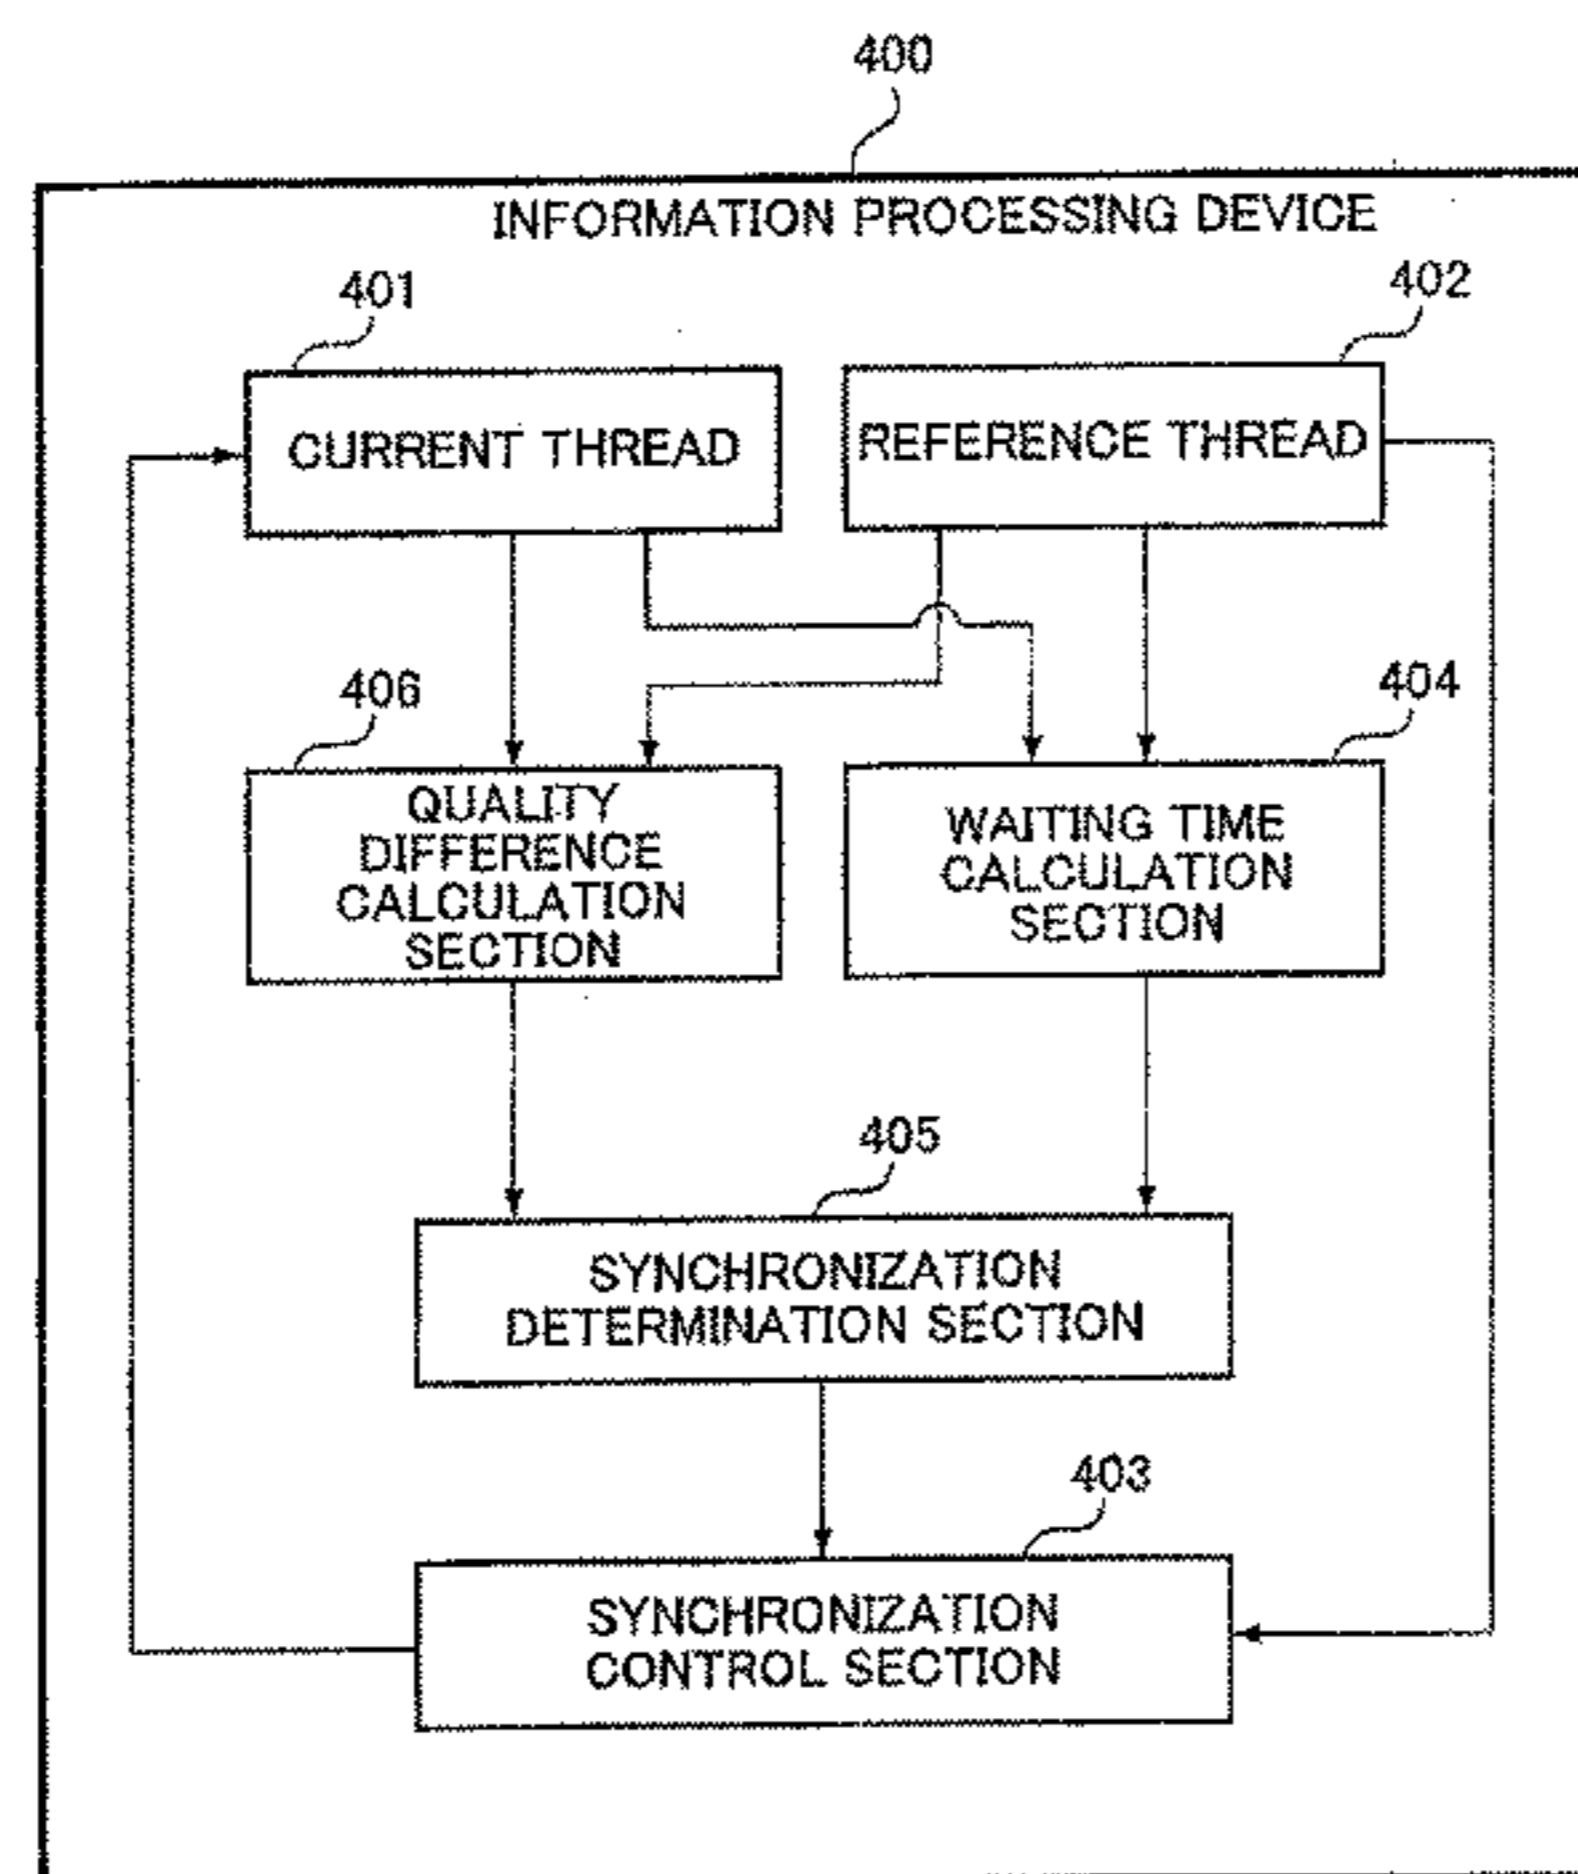 400
INFORMATION PROCESSING DEVICE
401
402
CURRENT THREAD
REFERENCE THREAD
406
404
QUALITY
DIFFERENCE
CALCULATION
SECTION
WAITING TIME
CALCULATION
SECTION
405
SYNCHRONIZATION
DETERMINATION SECTION
403
SYNCHRONIZATION
CONTROL SECTION